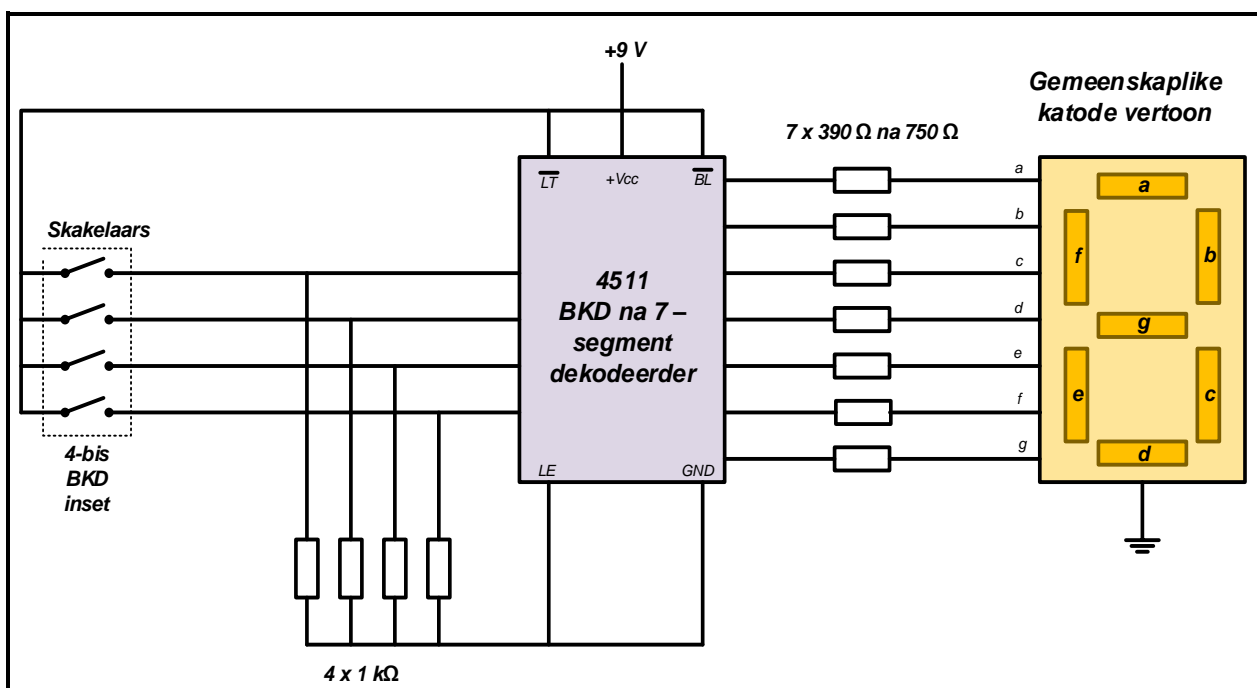 +9 V
Gemeenskaplike
katode vertoon
7 x 390 Ω na 750 Ω
LT
+Vcc
BL
Skakelaars
4511
BKD na 7 –
segment
dekodeerder
4-bis
BKD
inset
LE
GND
4 x 1 kΩ
a
b
c
d
e
f
g
a
f
b
g
e
c
d